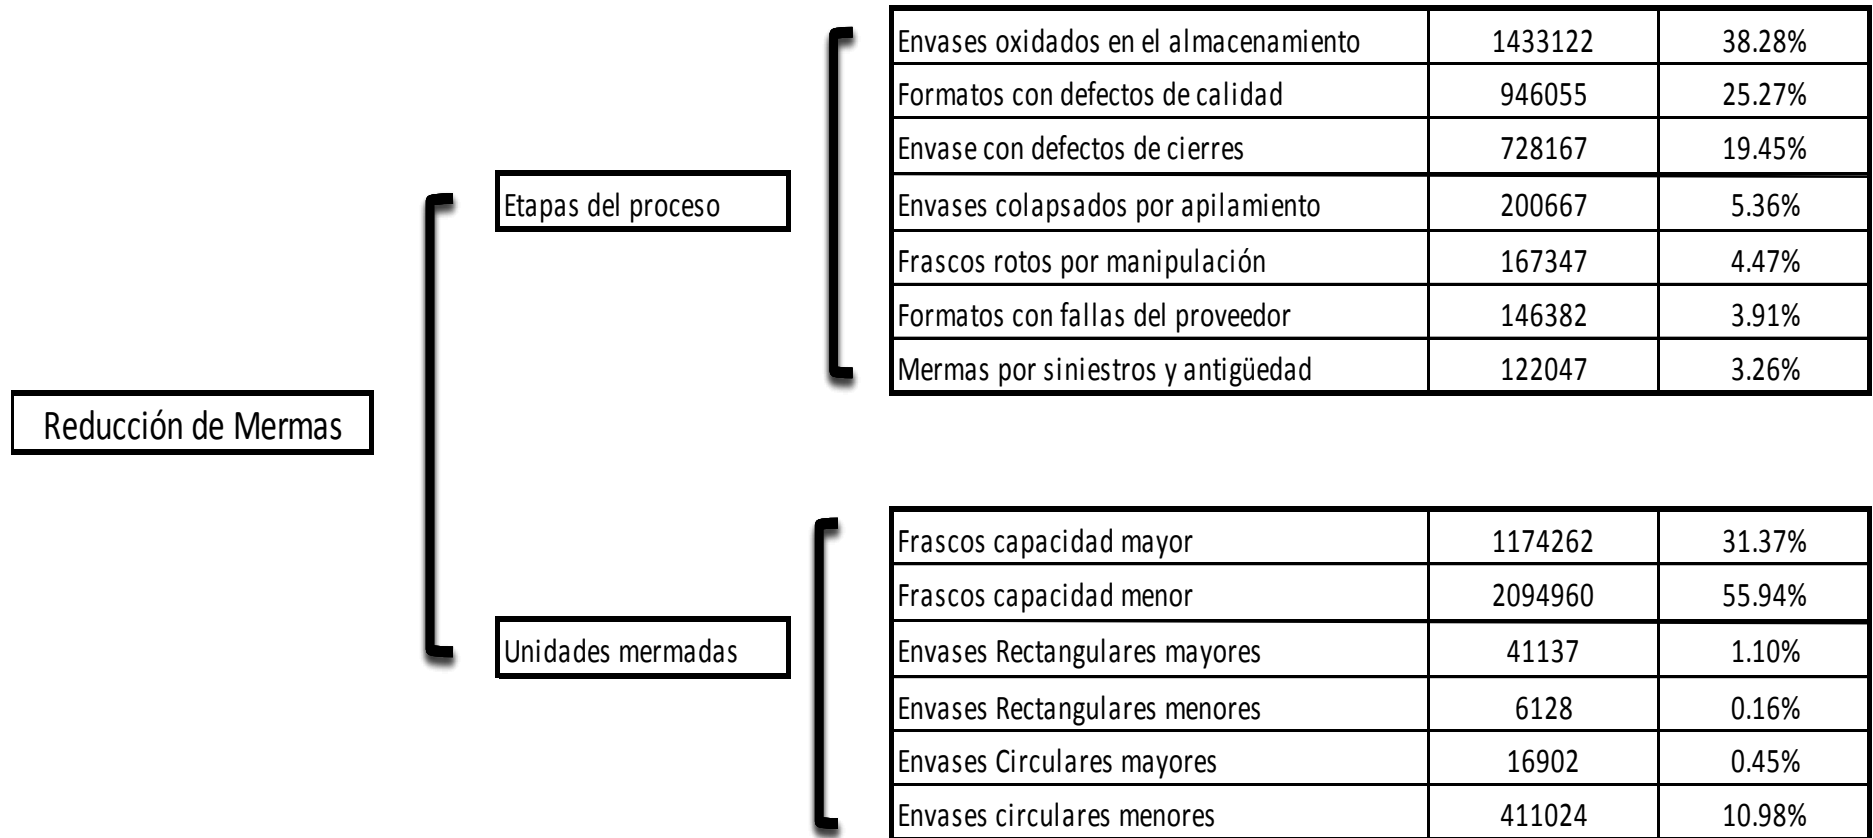 Envases oxidados en el almacenamiento 1433122 38.28%
Formatos con defectos de calidad 946055 25.27%
Envase con defectos de cierres 728167 19.45%
Etapas del proceso
Envases colapsados por apilamiento 200667 5.36%
Frascos rotos por manipulación 167347 4.47%
Formatos con fallas del proveedor 146382 3.91%
Mermas por siniestros y antigüedad 122047 3.26%
Reducción de Mermas
Frascos capacidad mayor 1174262 31.37%
Frascos capacidad menor 2094960 55.94%
Unidades mermadas
Envases Rectangulares mayores 41137 1.10%
Envases Rectangulares menores 6128 0.16%
Envases Circulares mayores 16902 0.45%
Envases circulares menores 411024 10.98%